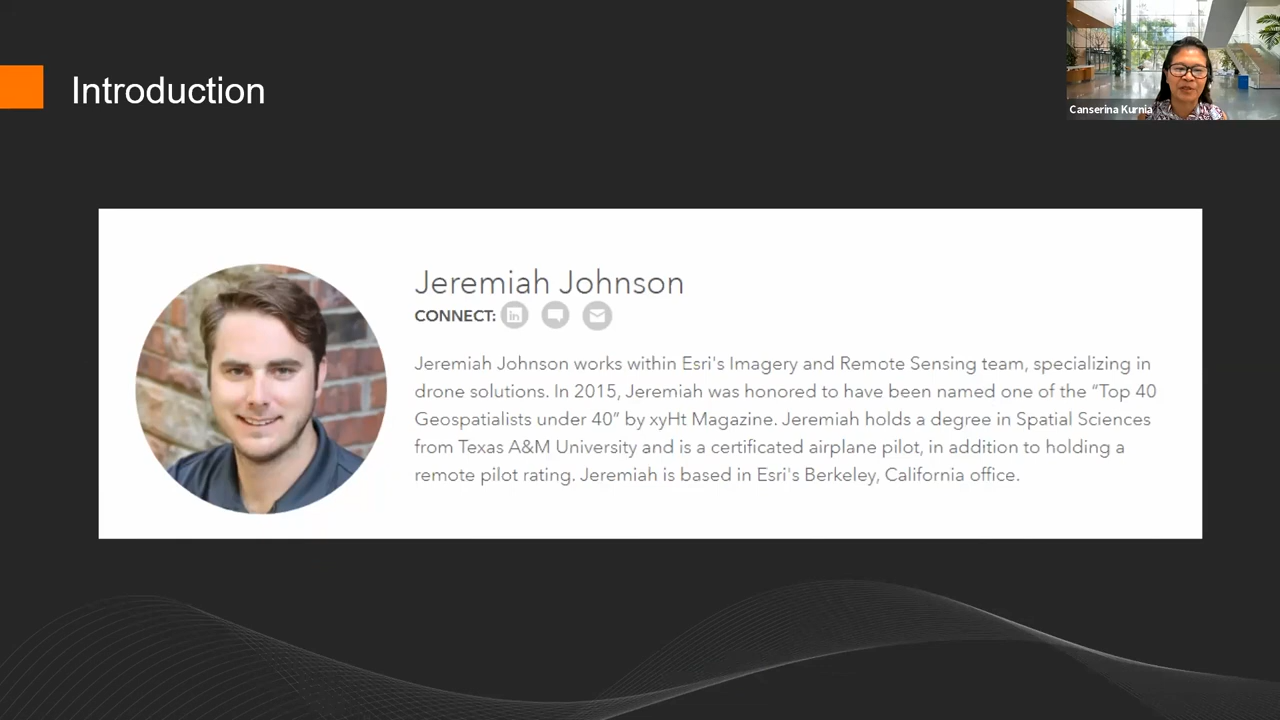 Introduction
Canserina Kurnia
Jeremiah Johnson
CONNECT: in
Jeremiah Johnson works within Esri's Imagery and Remote Sensing team, specializing in
drone solutions. In 2015, Jeremiah was honored to have been named one of the “Top 40
Geospatialists under 40” by xyHt Magazine. Jeremiah holds a degree in Spatial Sciences
from Texas A&M University and is a certificated airplane pilot, in addition to holding a
remote pilot rating. Jeremiah is based in Esri's Berkeley, California office.